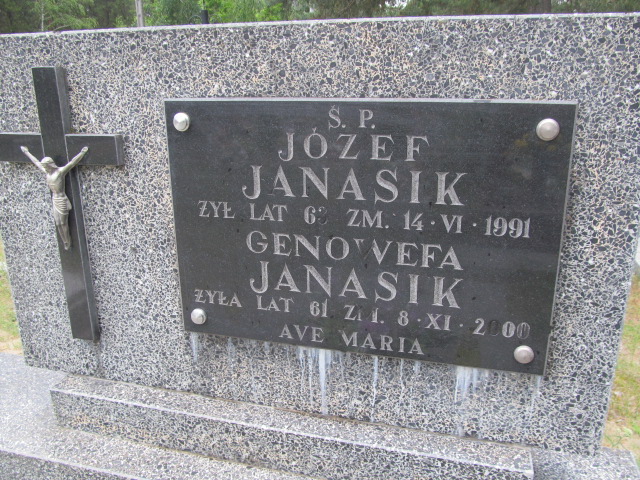 Ś. P.
JÓZEF
JANASIK
ŻYŁ LAT ZM. 14·VI·1991
GENOWEFA
JANASIK
ŻYŁA LAT 61 ZM. 8·XI·2000
AVE MARIA